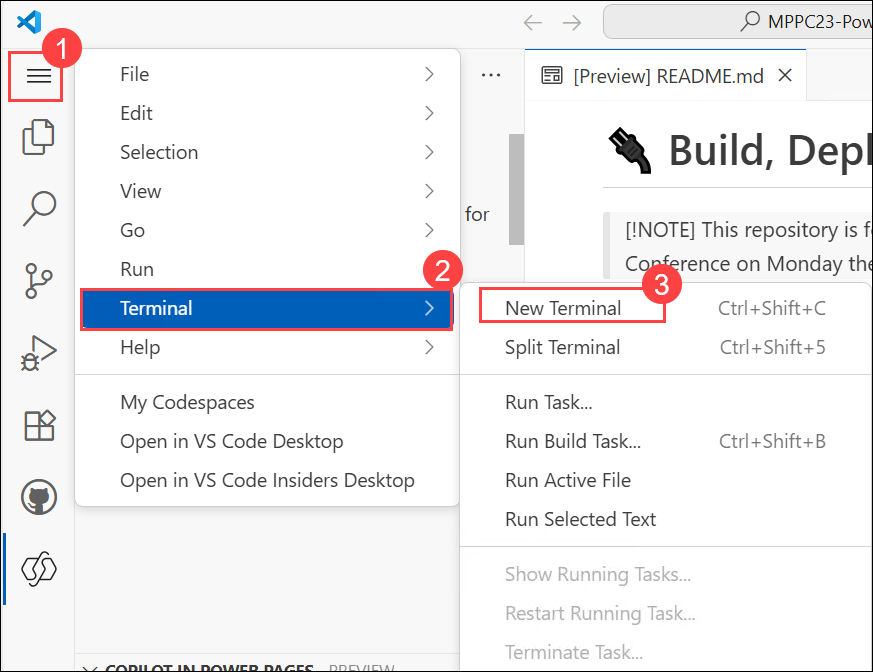 MPPC23-Pow
1
File
Edit
Selection
View
Go
Run
2
Terminal
Help
My Codespaces
Open in VS Code Desktop
Open in VS Code Insiders Desktop
...
for
[Preview] README.md
Build, Depl
[!NOTE] This repository is f
Conference on Monday the
3
New Terminal Ctrl+Shift+C
Split Terminal Ctrl+Shift+5
Run Task...
Run Build Task... Ctrl+Shift+B
Run Active File
Run Selected Text
Show Running Tasks...
Restart Running Task...
Terminate Task...
COPILOT IN POWER PAGES PREVIEW